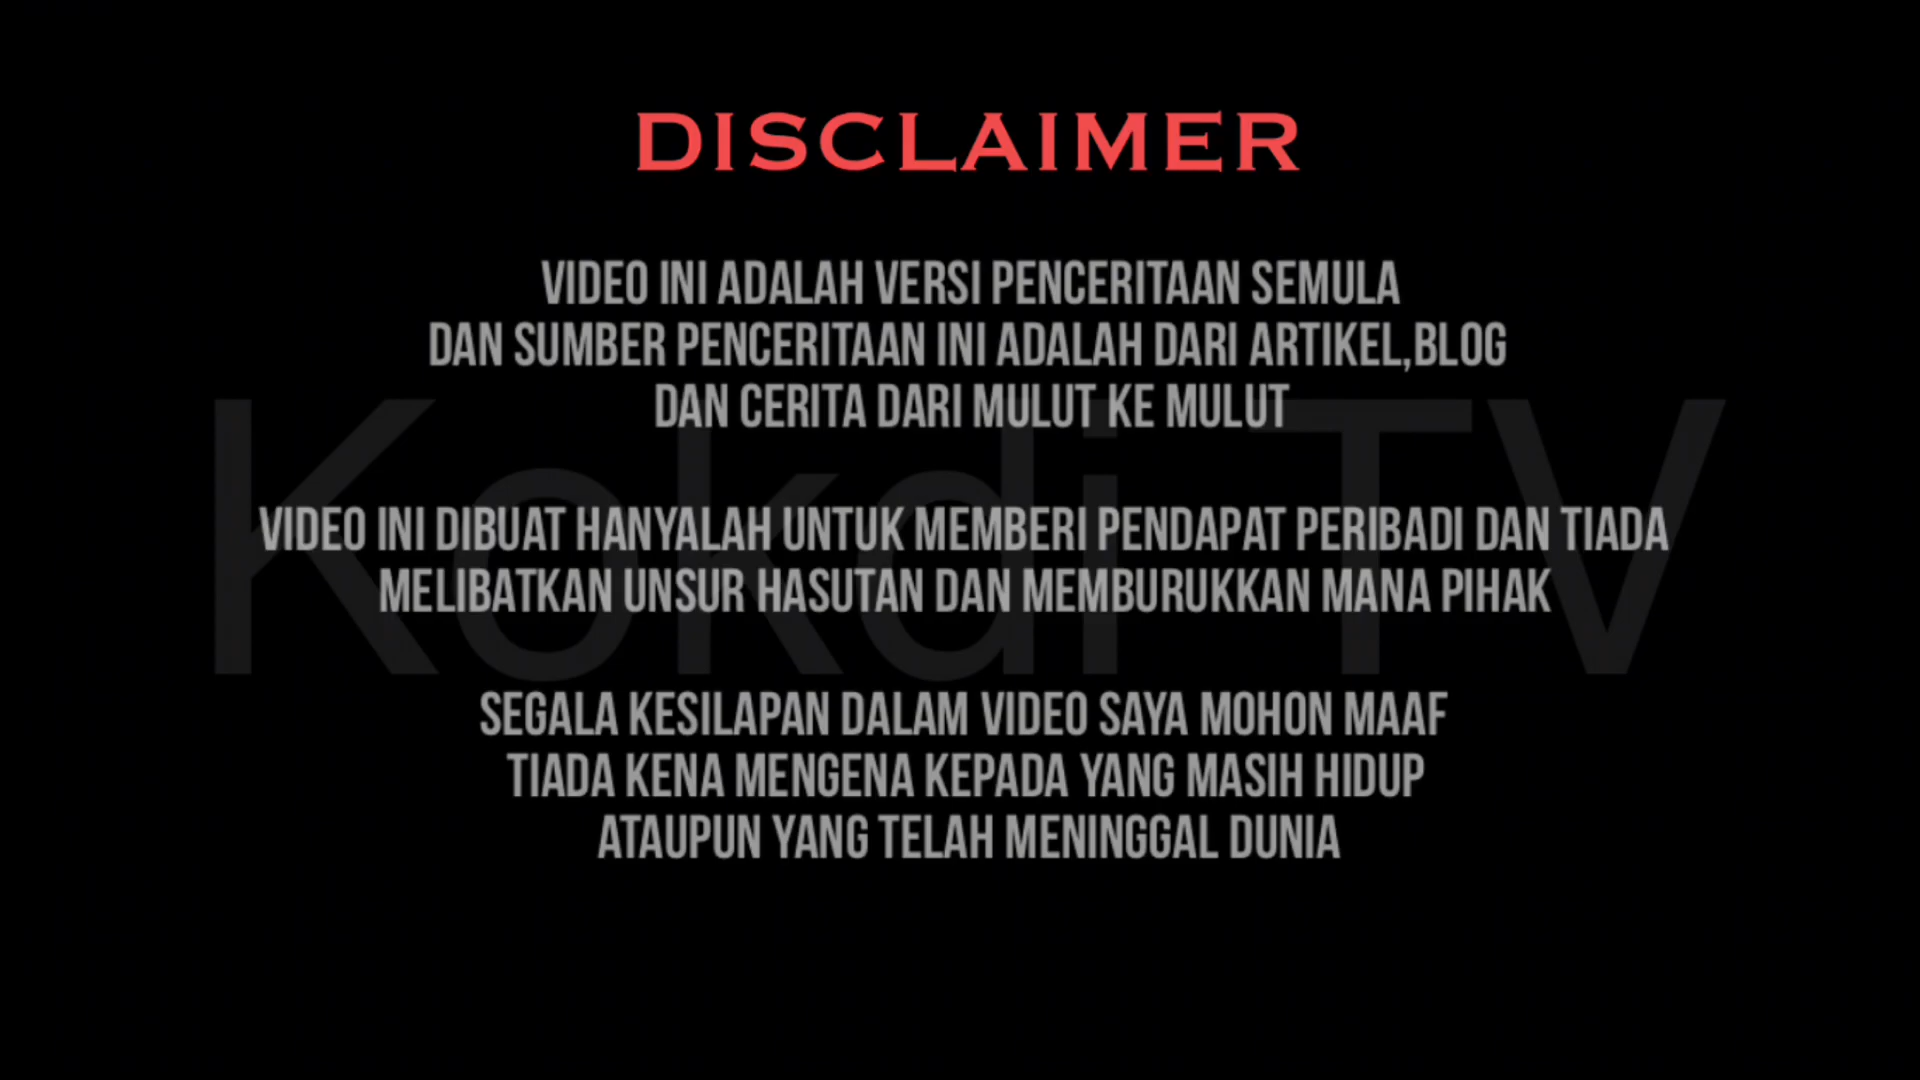 DISCLAIMER
VIDEO INI ADALAH VERSI PENCERITAAN SEMULA
DAN SUMBER PENCERITAAN INI ADALAH DARI ARTIKEL,BLOG
DAN CERITA DARI MULUT KE MULUT
Kokdi TV
VIDEO INI DIBUAT HANYALAH UNTUK MEMBERI PENDAPAT PERIBADI DAN TIADA
MELIBATKAN UNSUR HASUTAN DAN MEMBURUKKAN MANA PIHAK
SEGALA KESILAPAN DALAM VIDEO SAYA MOHON MAAF
TIADA KENA MENGENA KEPADA YANG MASIH HIDUP
ATAUPUN YANG TELAH MENINGGAL DUNIA